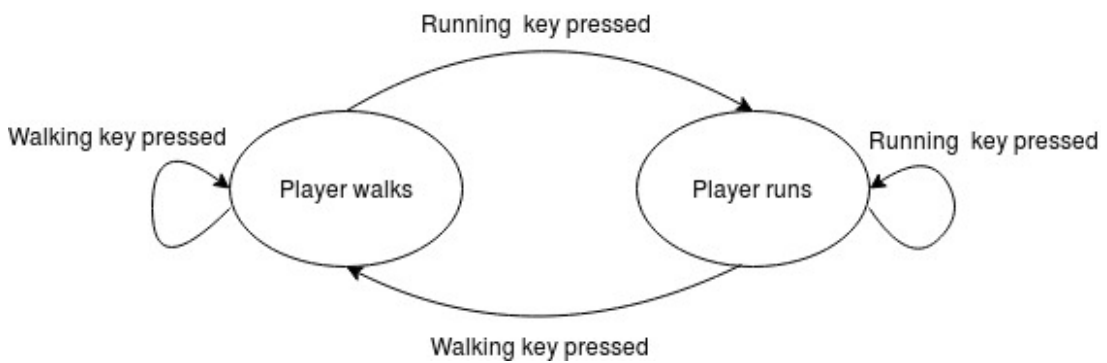 Running key pressed
Walking key pressed
Running key pressed
Player walks
Player runs
Walking key pressed